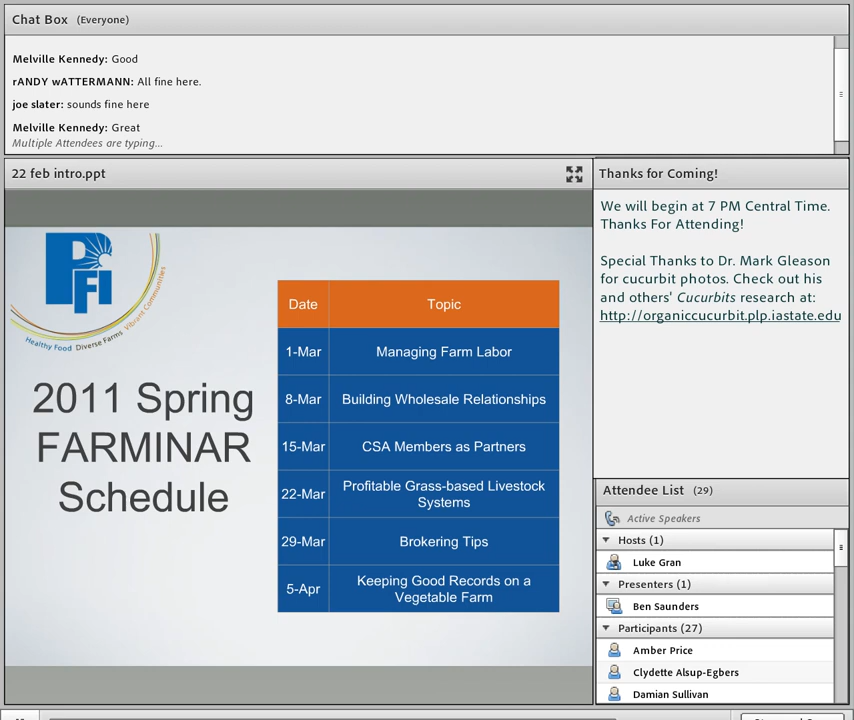 Chat Box (Everyone)
Melville Kennedy: Good
rANDY wATTERMANN: All fine here.
joe slater: sounds fine here
Melville Kennedy: Great
Multiple Attendees are typing...
22 feb intro.ppt
PFI
Healthy Food Diverse Farms Vibrant Communities
2011 Spring
FARMINAR
Schedule
Date Topic
1-Mar Managing Farm Labor
8-Mar Building Wholesale Relationships
15-Mar CSA Members as Partners
22-Mar Profitable Grass-based Livestock
Systems
29-Mar Brokering Tips
5-Apr Keeping Good Records on a
Vegetable Farm
Thanks for Coming!
We will begin at 7 PM Central Time.
Thanks For Attending!
Special Thanks to Dr. Mark Gleason
for cucurbit photos. Check out his
and others' Cucurbits research at:
http://organiccucurbit.plp.iastate.edu
Attendee List (29)
Active Speakers
Hosts (1)
Luke Gran
Presenters (1)
Ben Saunders
Participants (27)
Amber Price
Clydette Alsup-Egbers
Damian Sullivan